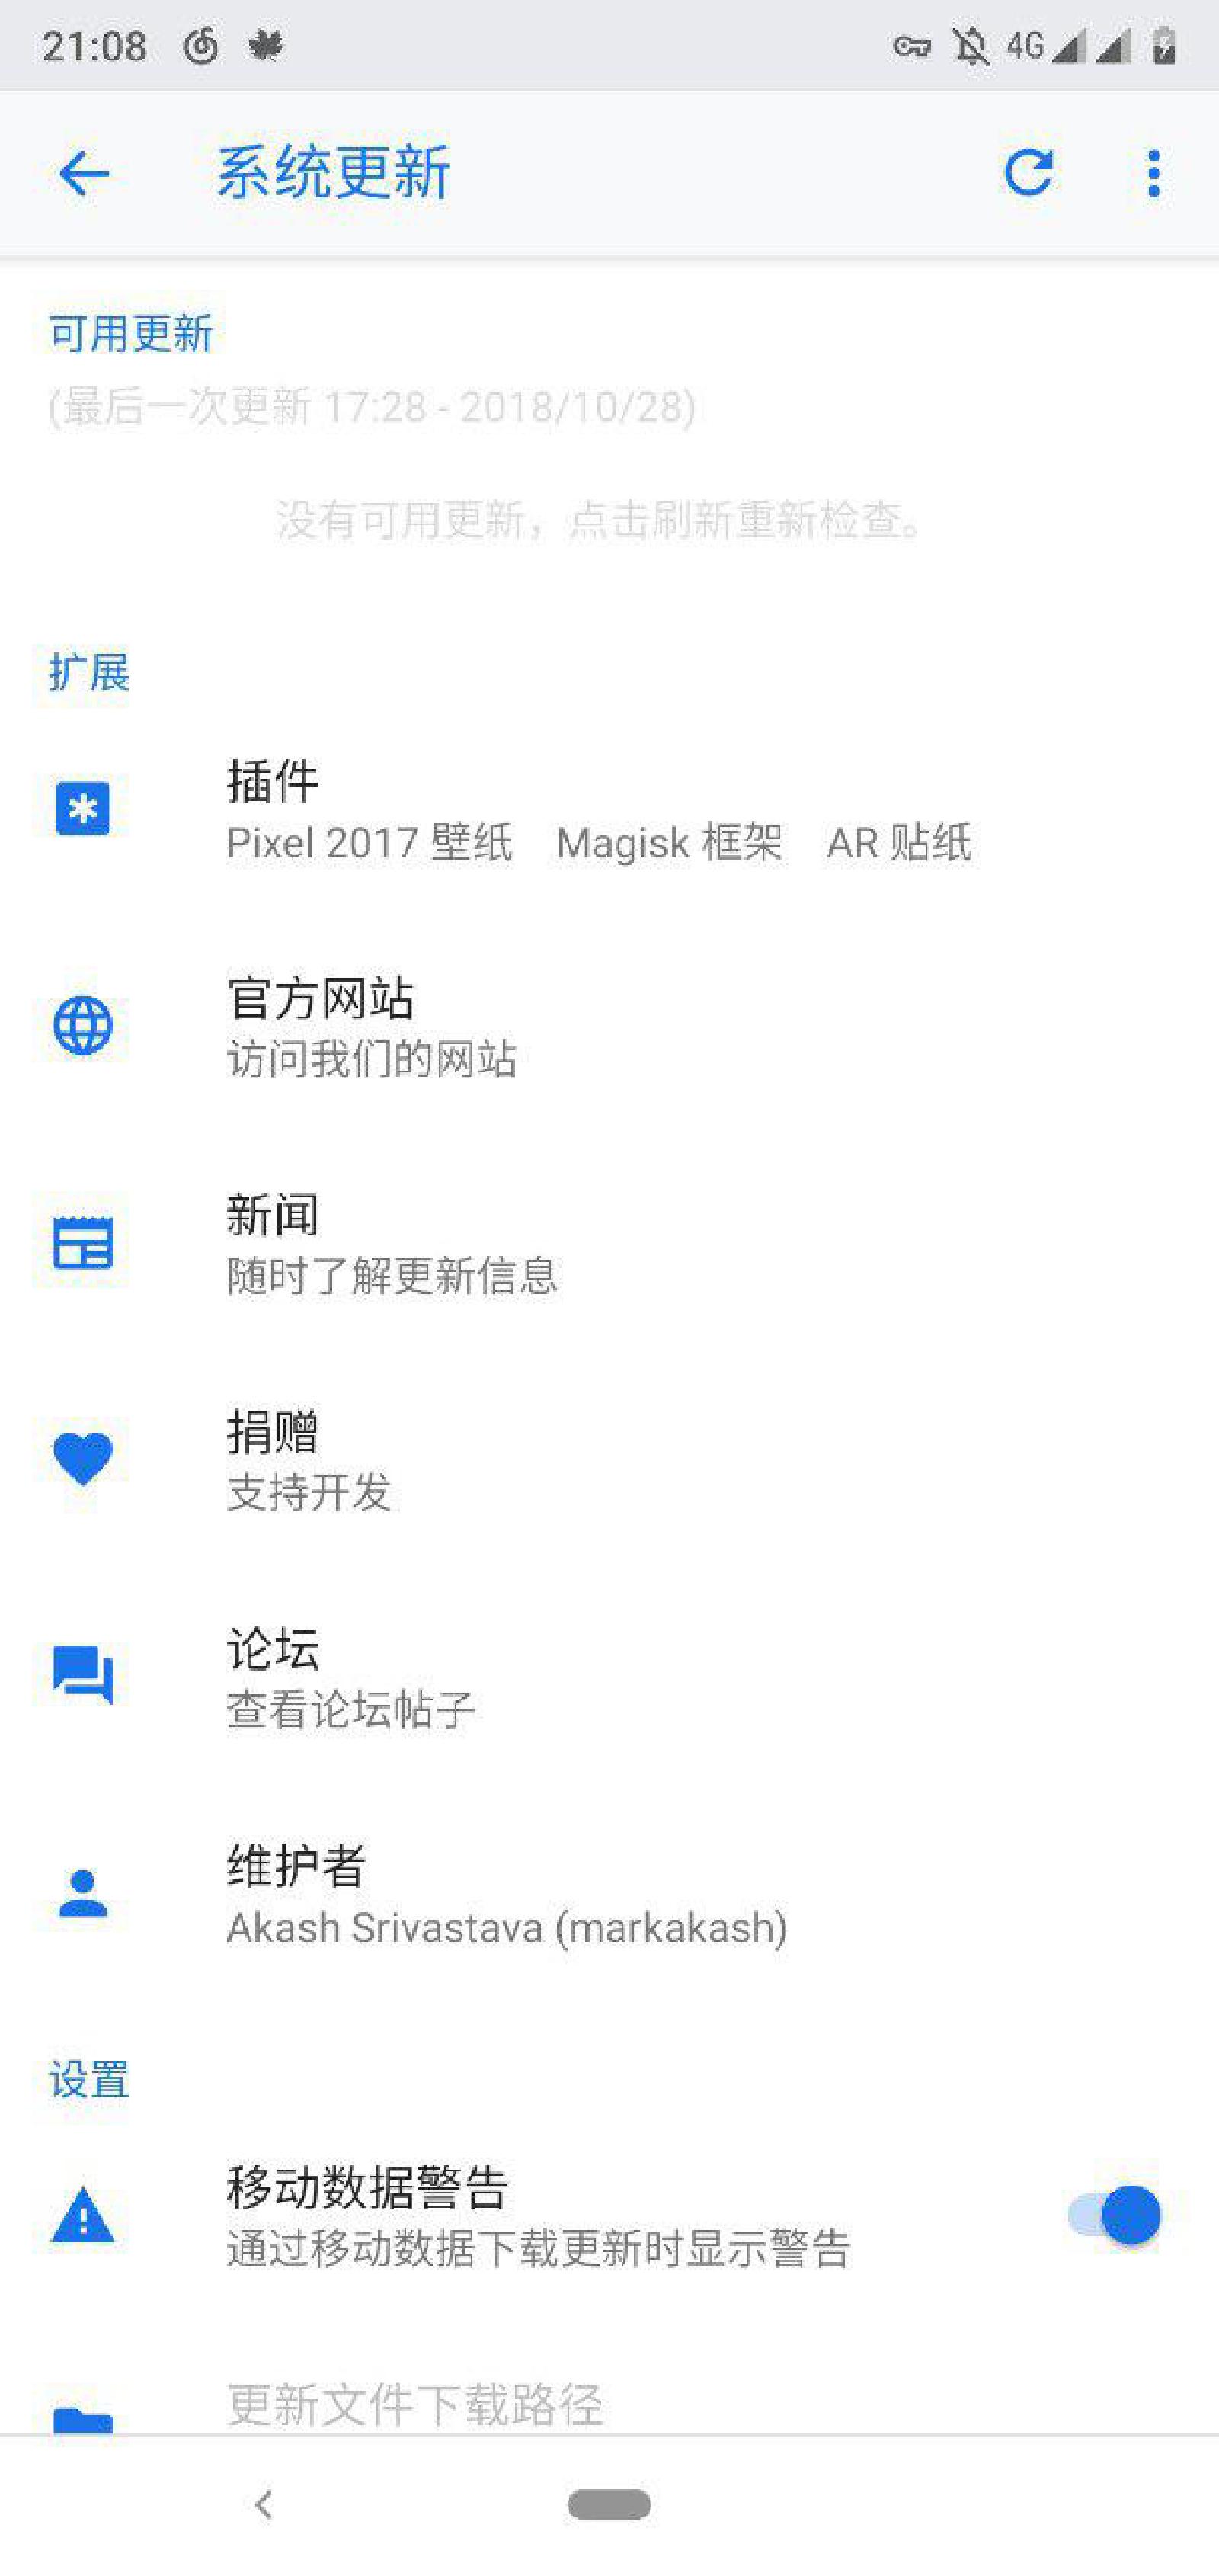 21:08
4G
系统更新
可用更新
(最后一次更新 17:28 - 2018/10/28)
没有可用更新，点击刷新重新检查。
扩展
插件
Pixel 2017 壁纸 Magisk 框架 AR 贴纸
官方网站
访问我们的网站
新闻
随时了解更新信息
捐赠
支持开发
论坛
查看论坛帖子
维护者
Akash Srivastava (markakash)
设置
移动数据警告
通过移动数据下载更新时显示警告
更新文件下载路径